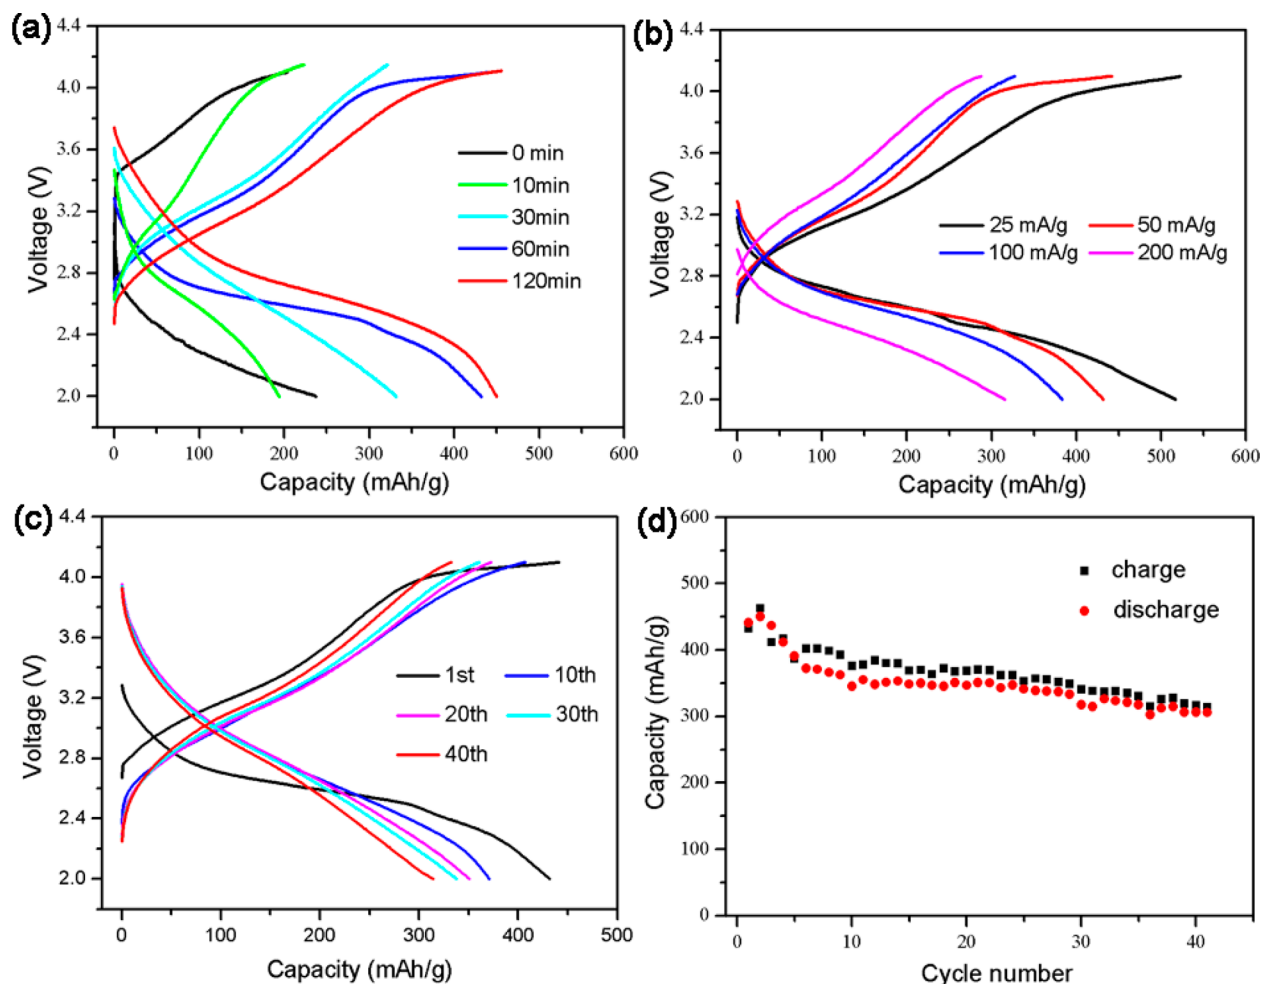 (a)
4.4
4.0
3.6
3.2
2.8
2.4
2.0
Voltage (V)
0 min
10min
30min
60min
120min
0 100 200 300 400 500 600
Capacity (mAh/g)
(b)
4.4
4.0
3.6
3.2
2.8
2.4
2.0
Voltage (V)
25 mA/g 50 mA/g
100 mA/g 200 mA/g
0 100 200 300 400 500 600
Capacity (mAh/g)
(c)
4.4
4.0
3.6
3.2
2.8
2.4
2.0
Voltage (V)
1st 10th
20th 30th
40th
0 100 200 300 400 500
Capacity (mAh/g)
(d)
600
500
400
300
200
100
0
Capacity (mAh/g)
charge
discharge
0 10 20 30 40
Cycle number